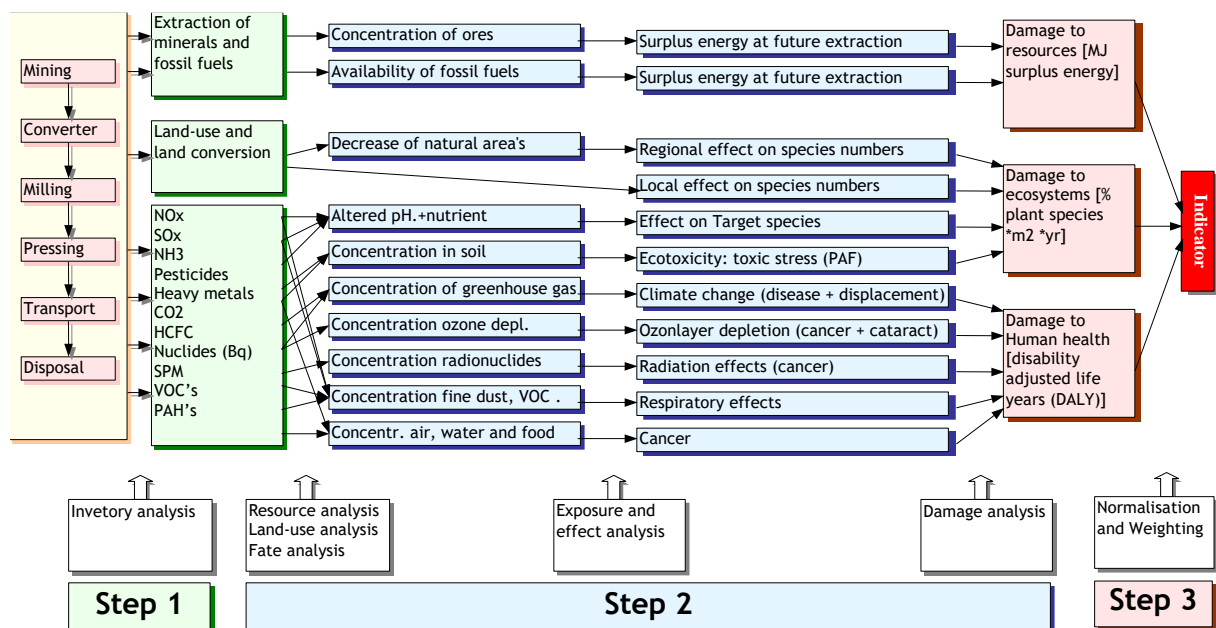 Mining
Converter
Milling
Pressing
Transport
Disposal
Extraction of
minerals and
fossil fuels
Land-use and
land conversion
NOx
SOx
NH3
Pesticides
Heavy metals
CO2
HCFC
Nuclides (Bq)
SPM
VOC's
PAH's
Concentration of ores
Availability of fossil fuels
Decrease of natural area's
Altered pH.+nutrient
Concentration in soil
Concentration of greenhouse gas
Concentration ozone depl.
Concentration radionuclides
Concentration fine dust, VOC .
Concentr. air, water and food
Surplus energy at future extraction
Surplus energy at future extraction
Regional effect on species numbers
Local effect on species numbers
Effect on Target species
Ecotoxicity: toxic stress (PAF)
Climate change (disease + displacement)
Ozonlayer depletion (cancer + cataract)
Radiation effects (cancer)
Respiratory effects
Cancer
Damage to
resources [MJ
surplus energy]
Damage to
ecosystems [%
plant species
*m2 *yr]
Damage to
Human health
[disability
adjusted life
years (DALY)]
Indicator
Invetory analysis
Resource analysis
Land-use analysis
Fate analysis
Exposure and
effect analysis
Damage analysis
Normalisation
and Weighting
Step 1
Step 2
Step 3